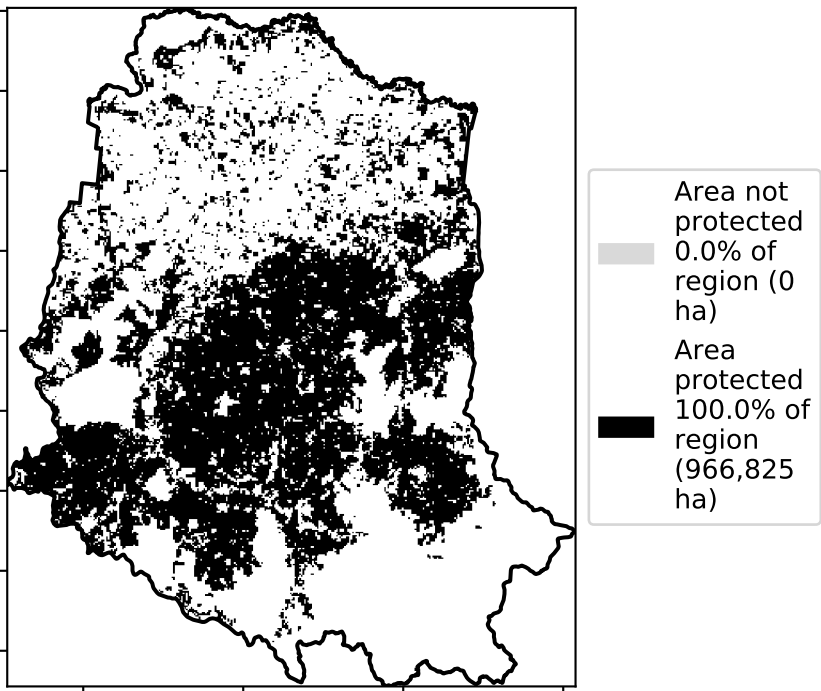 Area not
protected
0.0% of
region (0
ha)
Area
protected
100.0% of
region
(966,825
ha)